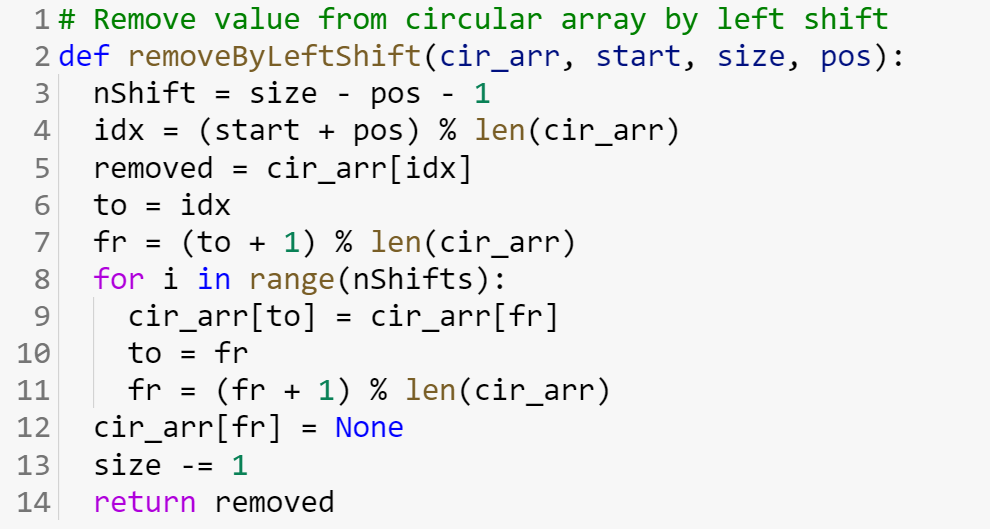 1 # Remove value from circular array by left shift
2 def removeByLeftShift(cir_arr, start, size, pos):
3 nShift = size - pos - 1
4 idx = (start + pos) % len(cir_arr)
5 removed = cir_arr[idx]
6 to = idx
7 fr = (to + 1) % len(cir_arr)
8 for i in range(nShifts):
9 cir_arr[to] = cir_arr[fr]
10 to = fr
11 fr = (fr + 1) % len(cir_arr)
12 cir_arr[fr] = None
13 size -= 1
14 return removed